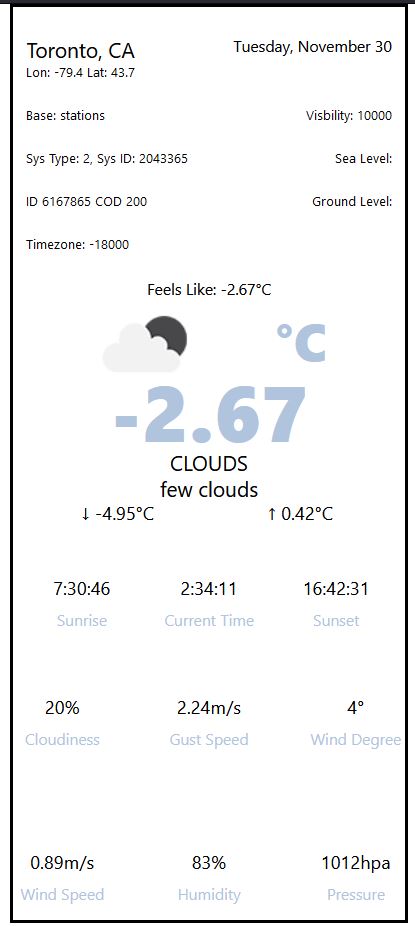 Toronto, CA Tuesday, November 30
Lon: -79.4 Lat: 43.7
Base: stations Visbility: 10000
Sys Type: 2, Sys ID: 2043365 Sea Level:
ID 6167865 COD 200 Ground Level:
Timezone: -18000
Feels Like: -2.67°C
°C
-2.67
CLOUDS
few clouds
↓ -4.95°C ↑ 0.42°C
7:30:46 2:34:11 16:42:31
Sunrise Current Time Sunset
20% 2.24m/s 4°
Cloudiness Gust Speed Wind Degree
0.89m/s 83% 1012hpa
Wind Speed Humidity Pressure